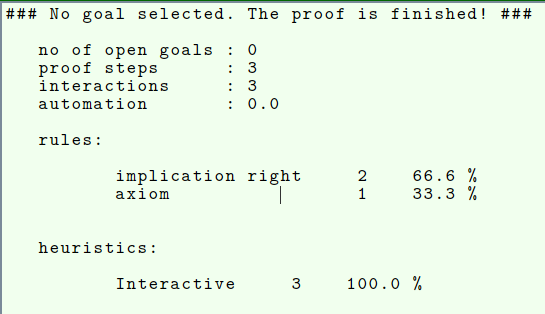 ### No goal selected. The proof is finished! ###
no of open goals : 0
proof steps : 3
interactions : 3
automation : 0.0
rules:
implication right 2 66.6 %
axiom 1 33.3 %
heuristics:
Interactive 3 100.0 %